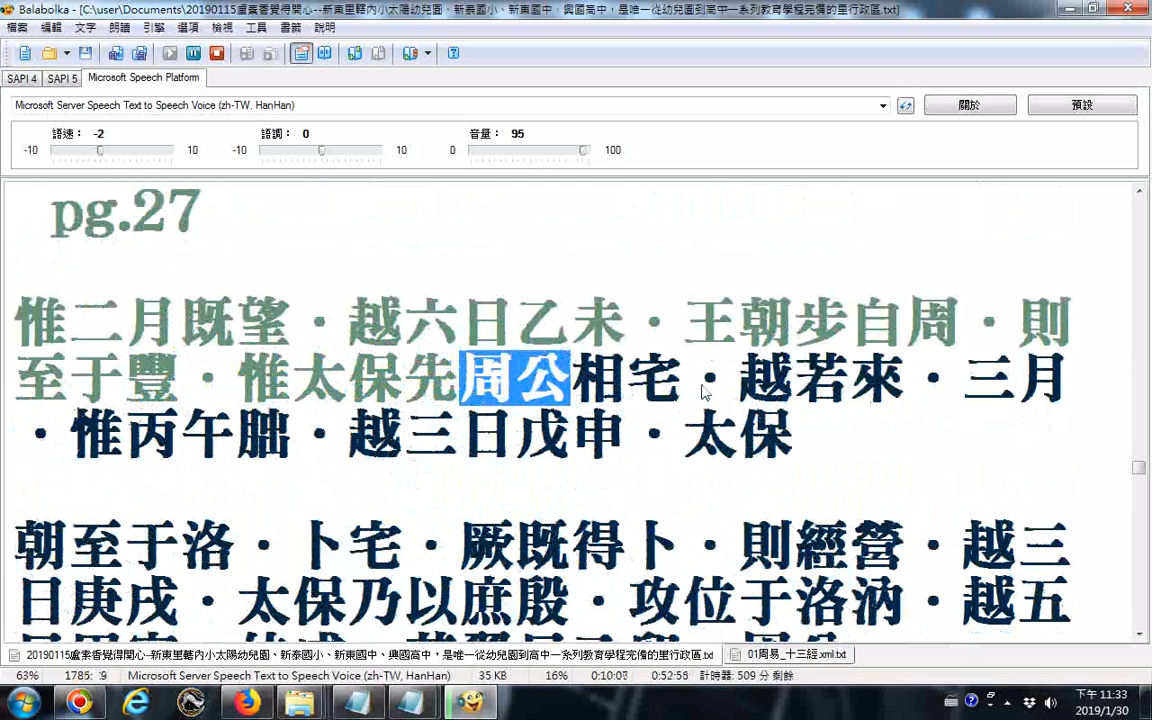 Balabolka - [C:\user\Documents\20190115盧素香覺得開心--新東里轄內小太陽幼兒園、新泰國小、新東國中、興國高中，是唯一從幼兒園到高中一系列教育學程完備的里行政區.txt]
檔案 編輯 文字 朗讀 引擎 選項 檢視 工具 書籤 說明
SAPI 4 SAPI 5 Microsoft Speech Platform
Microsoft Server Speech Text to Speech Voice (zh-TW, HanHan) 關於 預設
語速： -2 語調： 0 音量： 95
-10 10 -10 10 0 100
pg.27
惟二月既望‧越六日乙未‧王朝步自周‧則
至于豐‧惟太保先周公相宅‧越若來‧三月
‧惟丙午朏‧越三日戊申‧太保
朝至于洛‧卜宅‧厥既得卜‧則經營　越三
日庚戌‧太保乃以庶殷‧攻位于洛汭‧越五
20190115盧素香覺得開心--新東里轄內小太陽幼兒園、新泰國小、新東國中、興國高中，是唯一從幼兒園到高中一系列教育學程完備的里行政區.txt 01周易_十三經.xml.txt
63% Microsoft Server Speech Text to Speech Voice (zh-TW, HanHan) 35 KB 16% 0:52:58 計時器: 509 分 剩餘
下午 11:33
2019/1/30